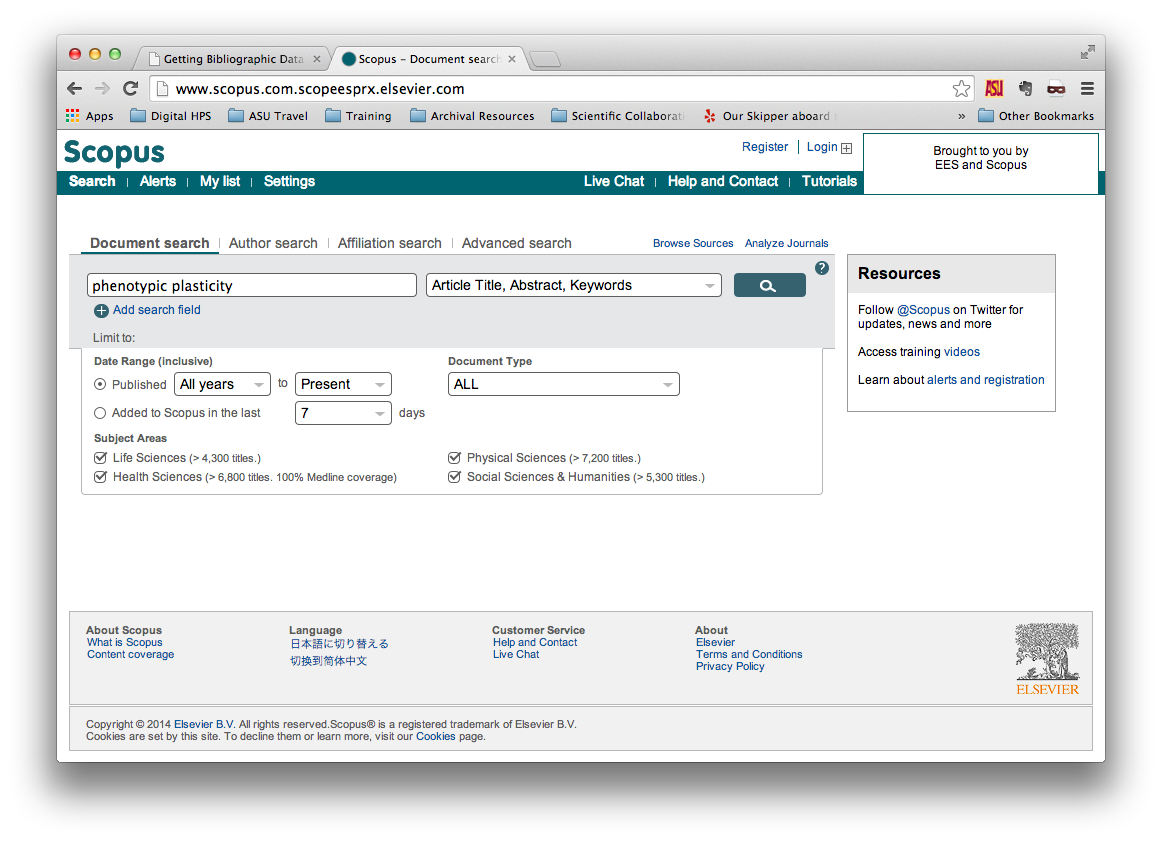 Getting Bibliographic Data
Scopus – Document search
www.scopus.com.scopeesprx.elsevier.com
Apps Digital HPS ASU Travel Training Archival Resources Scientific Collaborati Our Skipper aboard » Other Bookmarks
Scopus
Register | Login
Brought to you by
EES and Scopus
Search | Alerts | My list | Settings Live Chat | Help and Contact | Tutorials
Document search | Author search | Affiliation search | Advanced search Browse Sources Analyze Journals
phenotypic plasticity Article Title, Abstract, Keywords ?
Add search field
Limit to:
Date Range (inclusive) Document Type
Published All years to Present ALL
Added to Scopus in the last 7 days
Subject Areas
Life Sciences (> 4,300 titles.) Physical Sciences (> 7,200 titles.)
Health Sciences (> 6,800 titles. 100% Medline coverage) Social Sciences & Humanities (> 5,300 titles.)
Resources
Follow @Scopus on Twitter for
updates, news and more
Access training videos
Learn about alerts and registration
About Scopus
What is Scopus
Content coverage
Language
日本語に切り替える
切换到简体中文
Customer Service
Help and Contact
Live Chat
About
Elsevier
Terms and Conditions
Privacy Policy
ELSEVIER
Copyright © 2014 Elsevier B.V. All rights reserved.Scopus® is a registered trademark of Elsevier B.V.
Cookies are set by this site. To decline them or learn more, visit our Cookies page.
ASU